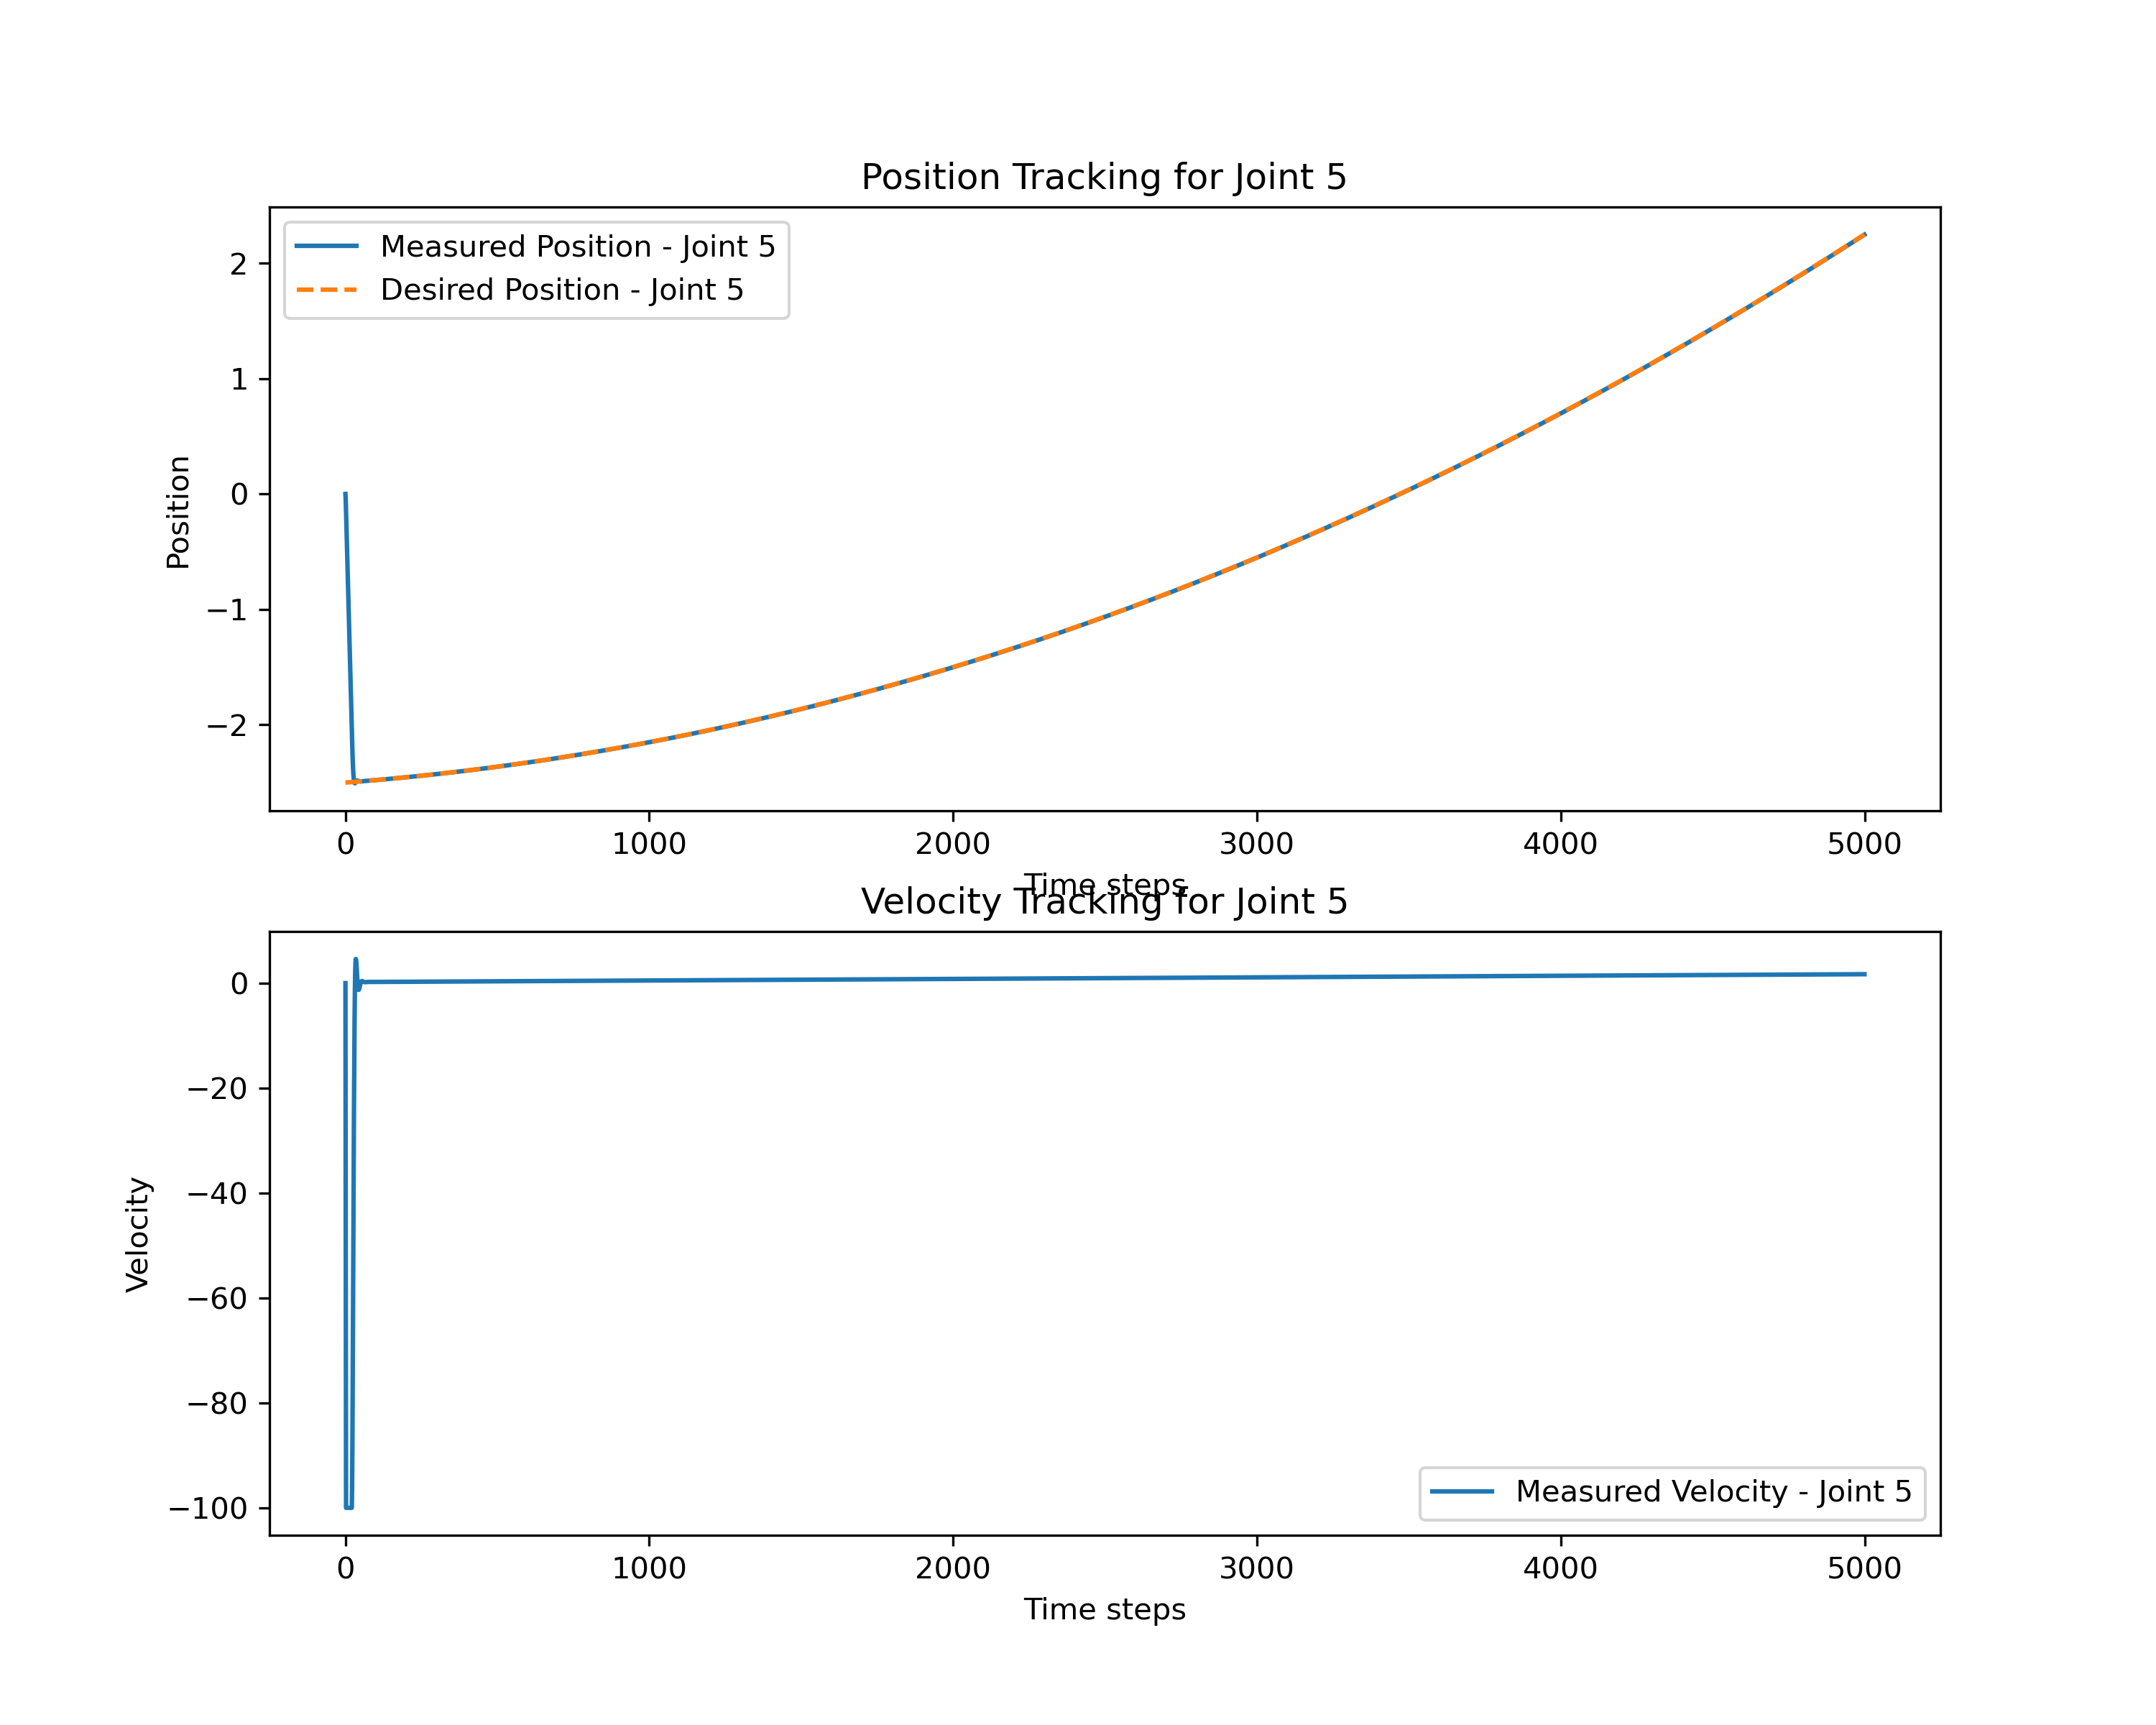 Position Tracking for Joint 5
Measured Position - Joint 5
Desired Position - Joint 5
Position
2
1
0
−1
−2
0 1000 2000 3000 4000 5000
Time steps
Velocity Tracking for Joint 5
Velocity
0
−20
−40
−60
−80
−100
Measured Velocity - Joint 5
0 1000 2000 3000 4000 5000
Time steps